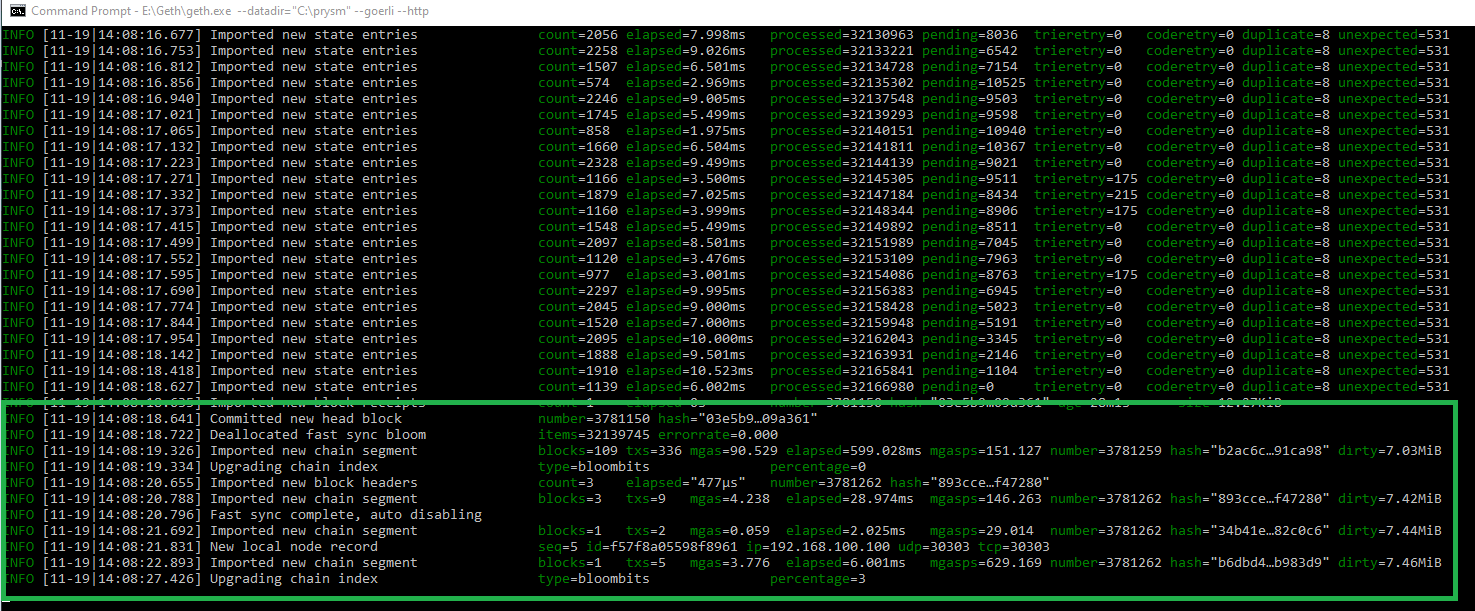 Command Prompt - E:\Geth\geth.exe --datadir="C:\prysm" --goerli --http
INFO [11-19|14:08:16.677] Imported new state entries count=2056 elapsed=7.998ms processed=32130963 pending=8036 trieretry=0 coderetry=0 duplicate=8 unexpected=531
INFO [11-19|14:08:16.753] Imported new state entries count=2258 elapsed=9.026ms processed=32133221 pending=6542 trieretry=0 coderetry=0 duplicate=8 unexpected=531
INFO [11-19|14:08:16.812] Imported new state entries count=1507 elapsed=6.501ms processed=32134728 pending=7154 trieretry=0 coderetry=0 duplicate=8 unexpected=531
INFO [11-19|14:08:16.856] Imported new state entries count=574 elapsed=2.969ms processed=32135302 pending=10525 trieretry=0 coderetry=0 duplicate=8 unexpected=531
INFO [11-19|14:08:16.940] Imported new state entries count=2246 elapsed=9.005ms processed=32137548 pending=9503 trieretry=0 coderetry=0 duplicate=8 unexpected=531
INFO [11-19|14:08:17.021] Imported new state entries count=1745 elapsed=5.499ms processed=32139293 pending=9598 trieretry=0 coderetry=0 duplicate=8 unexpected=531
INFO [11-19|14:08:17.065] Imported new state entries count=858 elapsed=1.975ms processed=32140151 pending=10940 trieretry=0 coderetry=0 duplicate=8 unexpected=531
INFO [11-19|14:08:17.132] Imported new state entries count=1660 elapsed=6.504ms processed=32141811 pending=10367 trieretry=0 coderetry=0 duplicate=8 unexpected=531
INFO [11-19|14:08:17.223] Imported new state entries count=2328 elapsed=9.499ms processed=32144139 pending=9021 trieretry=0 coderetry=0 duplicate=8 unexpected=531
INFO [11-19|14:08:17.271] Imported new state entries count=1166 elapsed=3.500ms processed=32145305 pending=9511 trieretry=175 coderetry=0 duplicate=8 unexpected=531
INFO [11-19|14:08:17.332] Imported new state entries count=1879 elapsed=7.025ms processed=32147184 pending=8434 trieretry=215 coderetry=0 duplicate=8 unexpected=531
INFO [11-19|14:08:17.373] Imported new state entries count=1160 elapsed=3.999ms processed=32148344 pending=8906 trieretry=175 coderetry=0 duplicate=8 unexpected=531
INFO [11-19|14:08:17.415] Imported new state entries count=1548 elapsed=5.499ms processed=32149892 pending=8511 trieretry=0 coderetry=0 duplicate=8 unexpected=531
INFO [11-19|14:08:17.499] Imported new state entries count=2097 elapsed=8.501ms processed=32151989 pending=7045 trieretry=0 coderetry=0 duplicate=8 unexpected=531
INFO [11-19|14:08:17.552] Imported new state entries count=1120 elapsed=3.476ms processed=32153109 pending=7963 trieretry=0 coderetry=0 duplicate=8 unexpected=531
INFO [11-19|14:08:17.595] Imported new state entries count=977 elapsed=3.001ms processed=32154086 pending=8763 trieretry=175 coderetry=0 duplicate=8 unexpected=531
INFO [11-19|14:08:17.690] Imported new state entries count=2297 elapsed=9.995ms processed=32156383 pending=6945 trieretry=0 coderetry=0 duplicate=8 unexpected=531
INFO [11-19|14:08:17.774] Imported new state entries count=2045 elapsed=9.000ms processed=32158428 pending=5023 trieretry=0 coderetry=0 duplicate=8 unexpected=531
INFO [11-19|14:08:17.844] Imported new state entries count=1520 elapsed=7.000ms processed=32159948 pending=5191 trieretry=0 coderetry=0 duplicate=8 unexpected=531
INFO [11-19|14:08:17.954] Imported new state entries count=2095 elapsed=10.000ms processed=32162043 pending=3345 trieretry=0 coderetry=0 duplicate=8 unexpected=531
INFO [11-19|14:08:18.142] Imported new state entries count=1888 elapsed=9.501ms processed=32163931 pending=2146 trieretry=0 coderetry=0 duplicate=8 unexpected=531
INFO [11-19|14:08:18.418] Imported new state entries count=1910 elapsed=10.523ms processed=32165841 pending=1104 trieretry=0 coderetry=0 duplicate=8 unexpected=531
INFO [11-19|14:08:18.627] Imported new state entries count=1139 elapsed=6.002ms processed=32166980 pending=0 trieretry=0 coderetry=0 duplicate=8 unexpected=531
INFO Imported new block receipts count=1 number=3781150
INFO [11-19|14:08:18.641] Committed new head block number=3781150 hash="03e5b9…09a361"
INFO [11-19|14:08:18.722] Deallocated fast sync bloom items=32139745 errorrate=0.000
INFO [11-19|14:08:19.326] Imported new chain segment blocks=109 txs=336 mgas=90.529 elapsed=599.028ms mgasps=151.127 number=3781259 hash="b2ac6c…91ca98" dirty=7.03MiB
INFO [11-19|14:08:19.334] Upgrading chain index type=bloombits percentage=0
INFO [11-19|14:08:20.655] Imported new block headers count=3 elapsed="477µs" number=3781262 hash="893cce…f47280"
INFO [11-19|14:08:20.788] Imported new chain segment blocks=3 txs=9 mgas=4.238 elapsed=28.974ms mgasps=146.263 number=3781262 hash="893cce…f47280" dirty=7.42MiB
INFO [11-19|14:08:20.796] Fast sync complete, auto disabling
INFO [11-19|14:08:21.692] Imported new chain segment blocks=1 txs=2 mgas=0.059 elapsed=2.025ms mgasps=29.014 number=3781262 hash="34b41e…82c0c6" dirty=7.44MiB
INFO [11-19|14:08:21.831] New local node record seq=5 id=f57f8a05598f8961 ip=192.168.100.100 udp=30303 tcp=30303
INFO [11-19|14:08:22.893] Imported new chain segment blocks=1 txs=5 mgas=3.776 elapsed=6.001ms mgasps=629.169 number=3781262 hash="b6dbd4…b983d9" dirty=7.46MiB
INFO [11-19|14:08:27.426] Upgrading chain index type=bloombits percentage=3